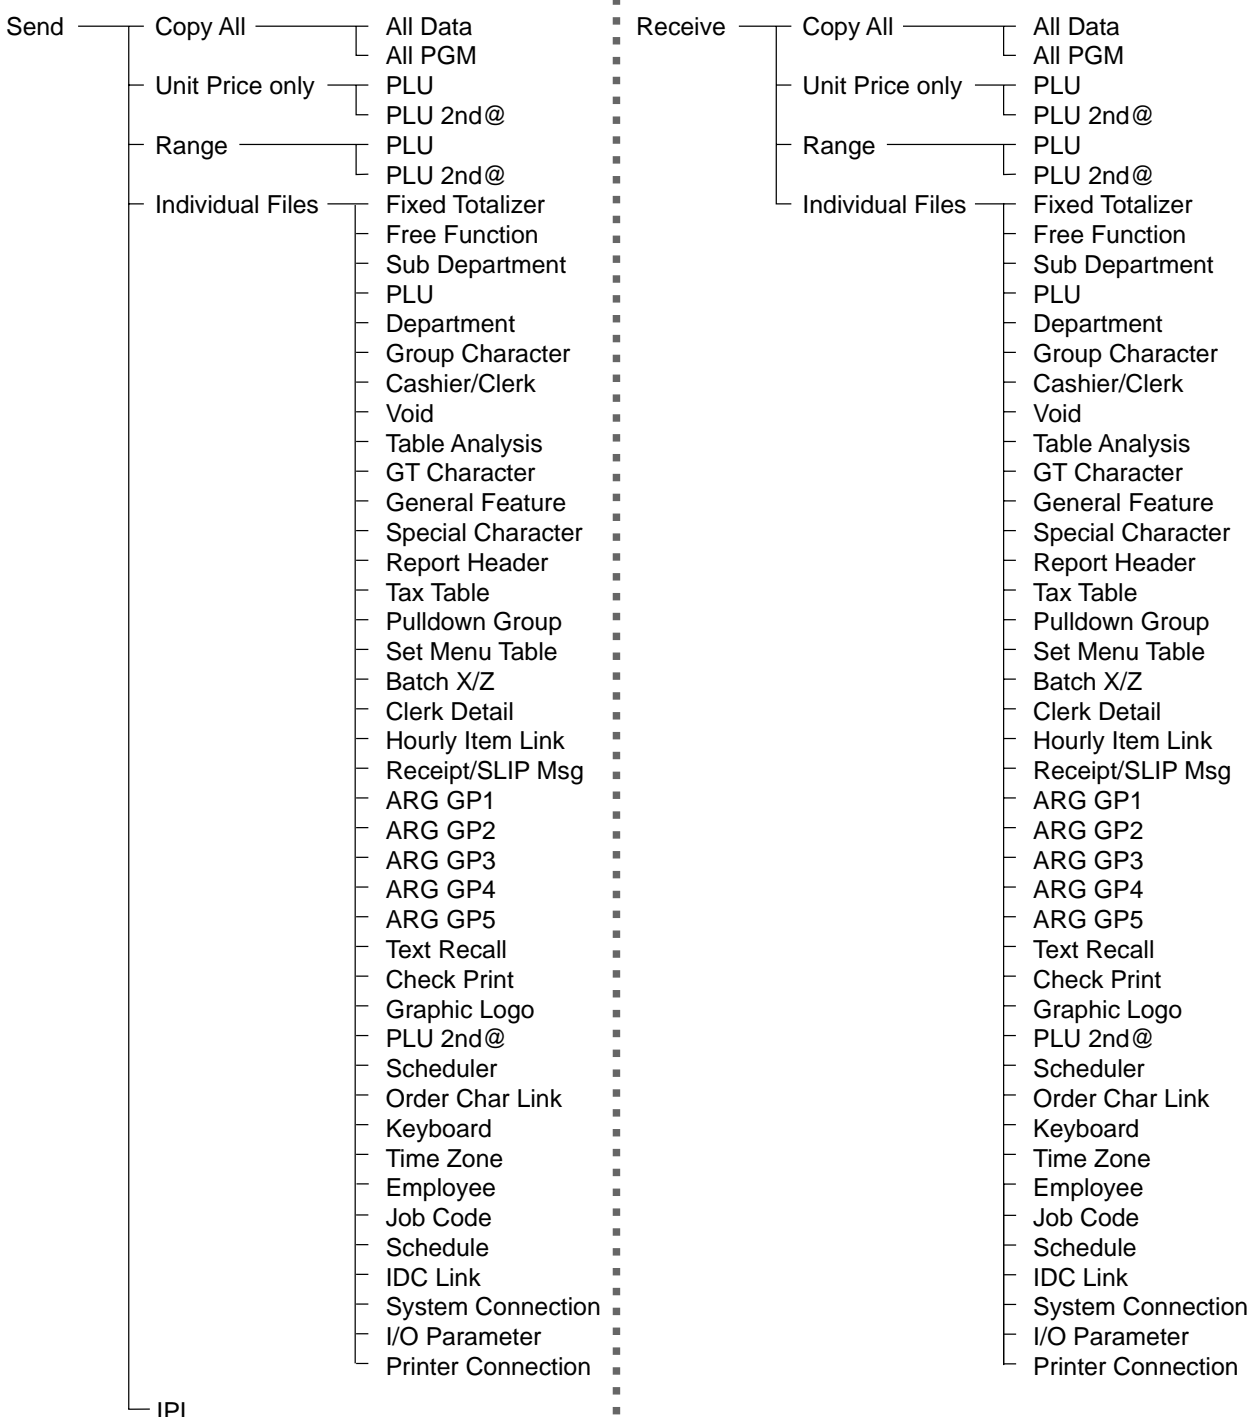 Send Copy All All Data
All PGM
Unit Price only PLU
PLU 2nd@
Range PLU
PLU 2nd@
Individual Files Fixed Totalizer
Free Function
Sub Department
PLU
Department
Group Character
Cashier/Clerk
Void
Table Analysis
GT Character
General Feature
Special Character
Report Header
Tax Table
Pulldown Group
Set Menu Table
Batch X/Z
Clerk Detail
Hourly Item Link
Receipt/SLIP Msg
ARG GP1
ARG GP2
ARG GP3
ARG GP4
ARG GP5
Text Recall
Check Print
Graphic Logo
PLU 2nd@
Scheduler
Order Char Link
Keyboard
Time Zone
Employee
Job Code
Schedule
IDC Link
System Connection
I/O Parameter
Printer Connection
IPL
Receive Copy All All Data
All PGM
Unit Price only PLU
PLU 2nd@
Range PLU
PLU 2nd@
Individual Files Fixed Totalizer
Free Function
Sub Department
PLU
Department
Group Character
Cashier/Clerk
Void
Table Analysis
GT Character
General Feature
Special Character
Report Header
Tax Table
Pulldown Group
Set Menu Table
Batch X/Z
Clerk Detail
Hourly Item Link
Receipt/SLIP Msg
ARG GP1
ARG GP2
ARG GP3
ARG GP4
ARG GP5
Text Recall
Check Print
Graphic Logo
PLU 2nd@
Scheduler
Order Char Link
Keyboard
Time Zone
Employee
Job Code
Schedule
IDC Link
System Connection
I/O Parameter
Printer Connection